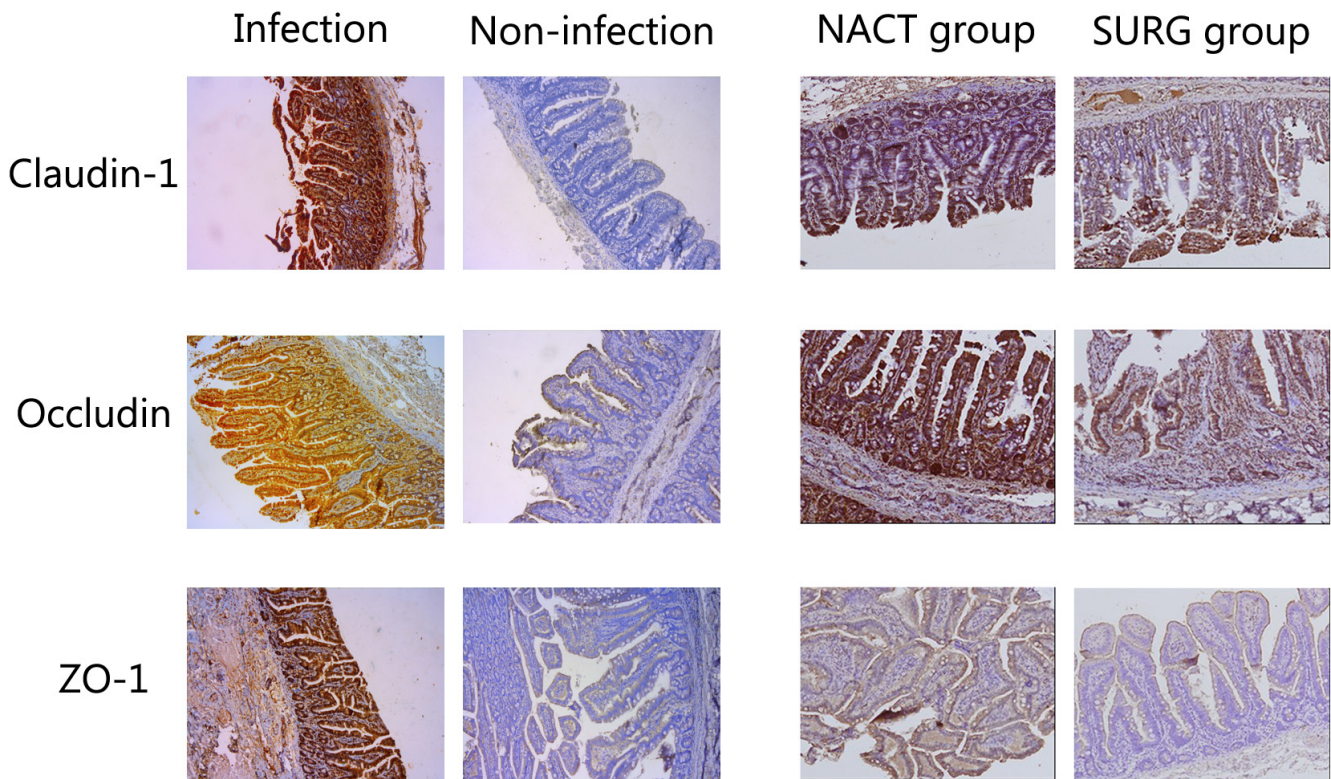 Infection Non-infection NACT group SURG group
Claudin-1
Occludin
ZO-1